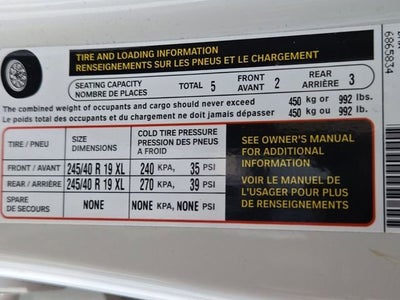 TIRE AND LOADING INFORMATION
RENSEIGNEMENTS SUR LES PNEUS ET LE CHARGEMENT
SEATING CAPACITY
NOMBRE DE PLACES
TOTAL 5
FRONT
AVANT 2
REAR
ARRIÈRE 3
The combined weight of occupants and cargo should never exceed 450 kg or 992 lbs.
Le poids total des occupants et du chargement ne doit jamais dépasser 450 kg ou 992 lb.
TIRE / PNEU
SIZE
DIMENSIONS
COLD TIRE PRESSURE
PRESSION DES PNEUS
A FROID
FRONT / AVANT 245/40 R 19 XL 240 KPA, 35 PSI
REAR / ARRIÈRE 245/40 R 19 XL 270 KPA, 39 PSI
SPARE
DE SECOURS NONE NONE KPA, NONE PSI
SEE OWNER'S MANUAL
FOR ADDITIONAL
INFORMATION
VOIR LE MANUEL DE
L'USAGER POUR PLUS
DE RENSEIGNEMENTS
6865834